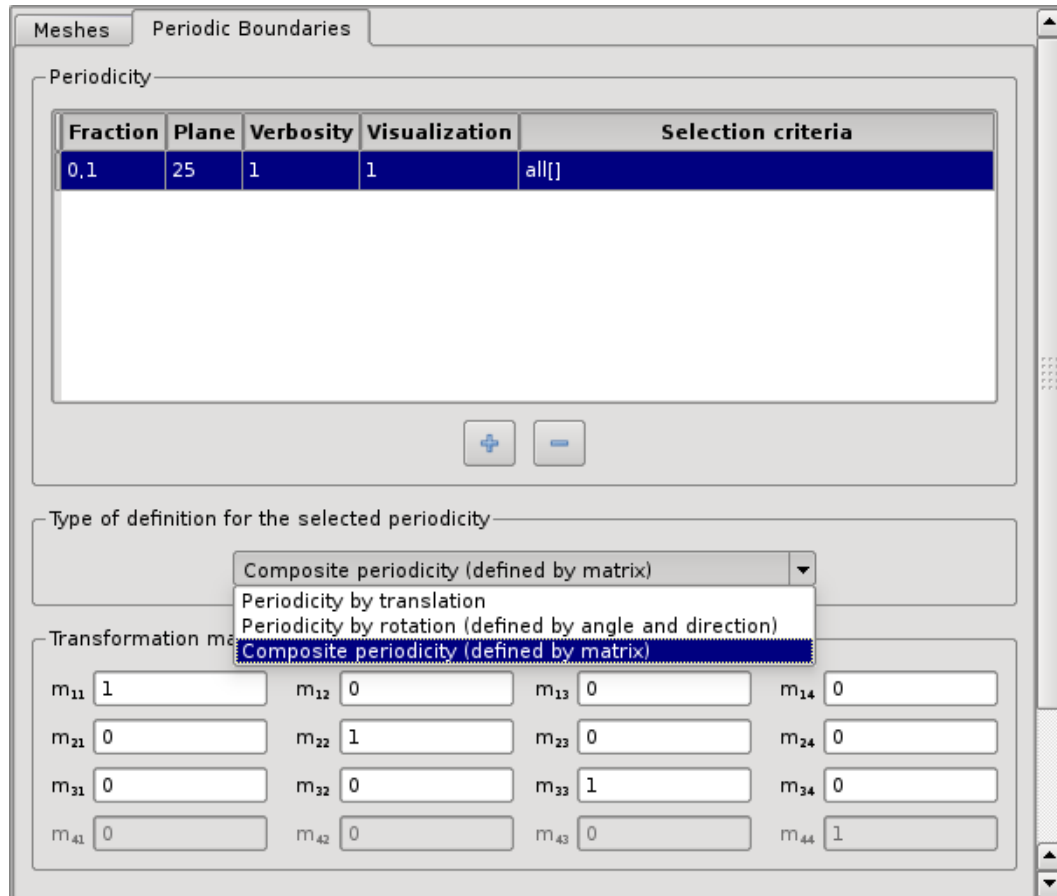 Meshes Periodic Boundaries
Periodicity
Fraction Plane Verbosity Visualization Selection criteria
0,1 25 1 1 all[]
Type of definition for the selected periodicity
Composite periodicity (defined by matrix)
Periodicity by translation
Periodicity by rotation (defined by angle and direction)
Transformation ma
Composite periodicity (defined by matrix)
m₁₁ 1 m₁₂ 0 m₁₃ 0 m₁₄ 0
m₂₁ 0 m₂₂ 1 m₂₃ 0 m₂₄ 0
m₃₁ 0 m₃₂ 0 m₃₃ 1 m₃₄ 0
m₄₁ 0 m₄₂ 0 m₄₃ 0 m₄₄ 1